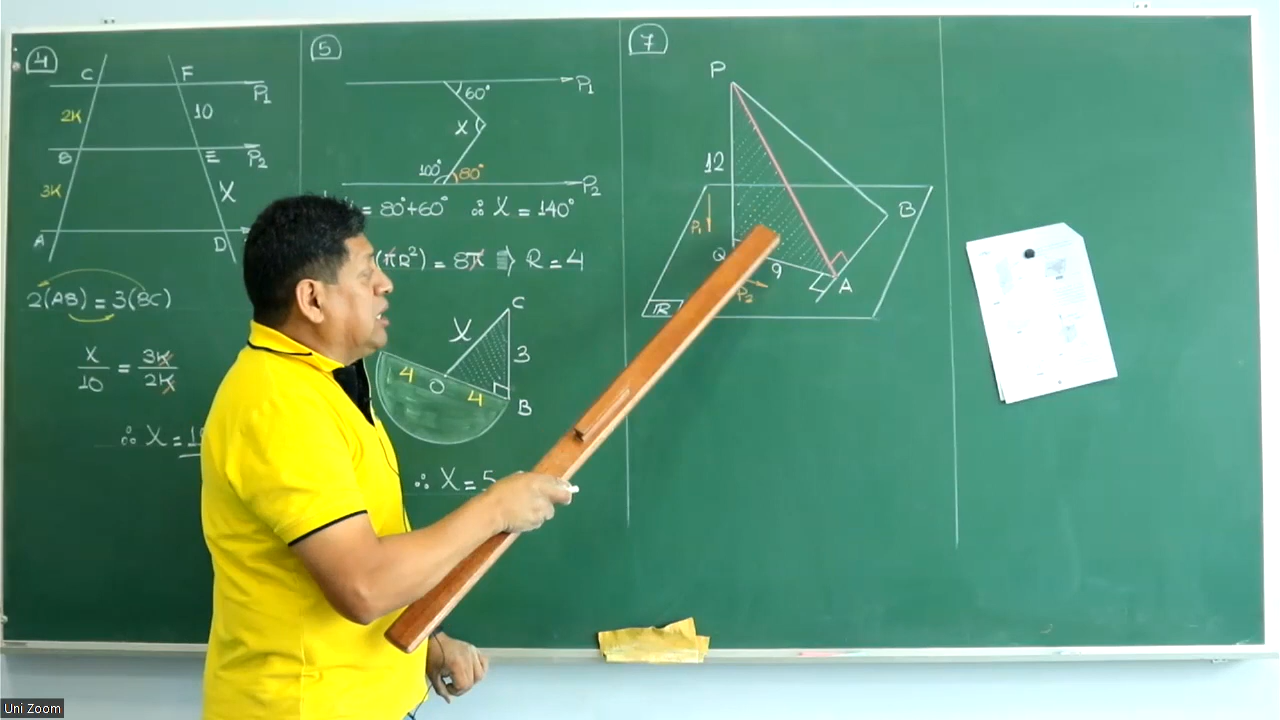 4
C F
P₁
2K 10
B E P₂
3K X
A D
2(AB) = 3(BC)
X/10 = 3K/2K
∴ X =
5
P₁
60°
X
100° 80°
P₂
= 80°+60° ∴ X = 140°
(πR²) = 8π ⇒ R = 4
C
X
3
4 O 4
B
∴ X = 5
7
P
12
B
P₁
Q
9
A
P₂
R
Uni Zoom